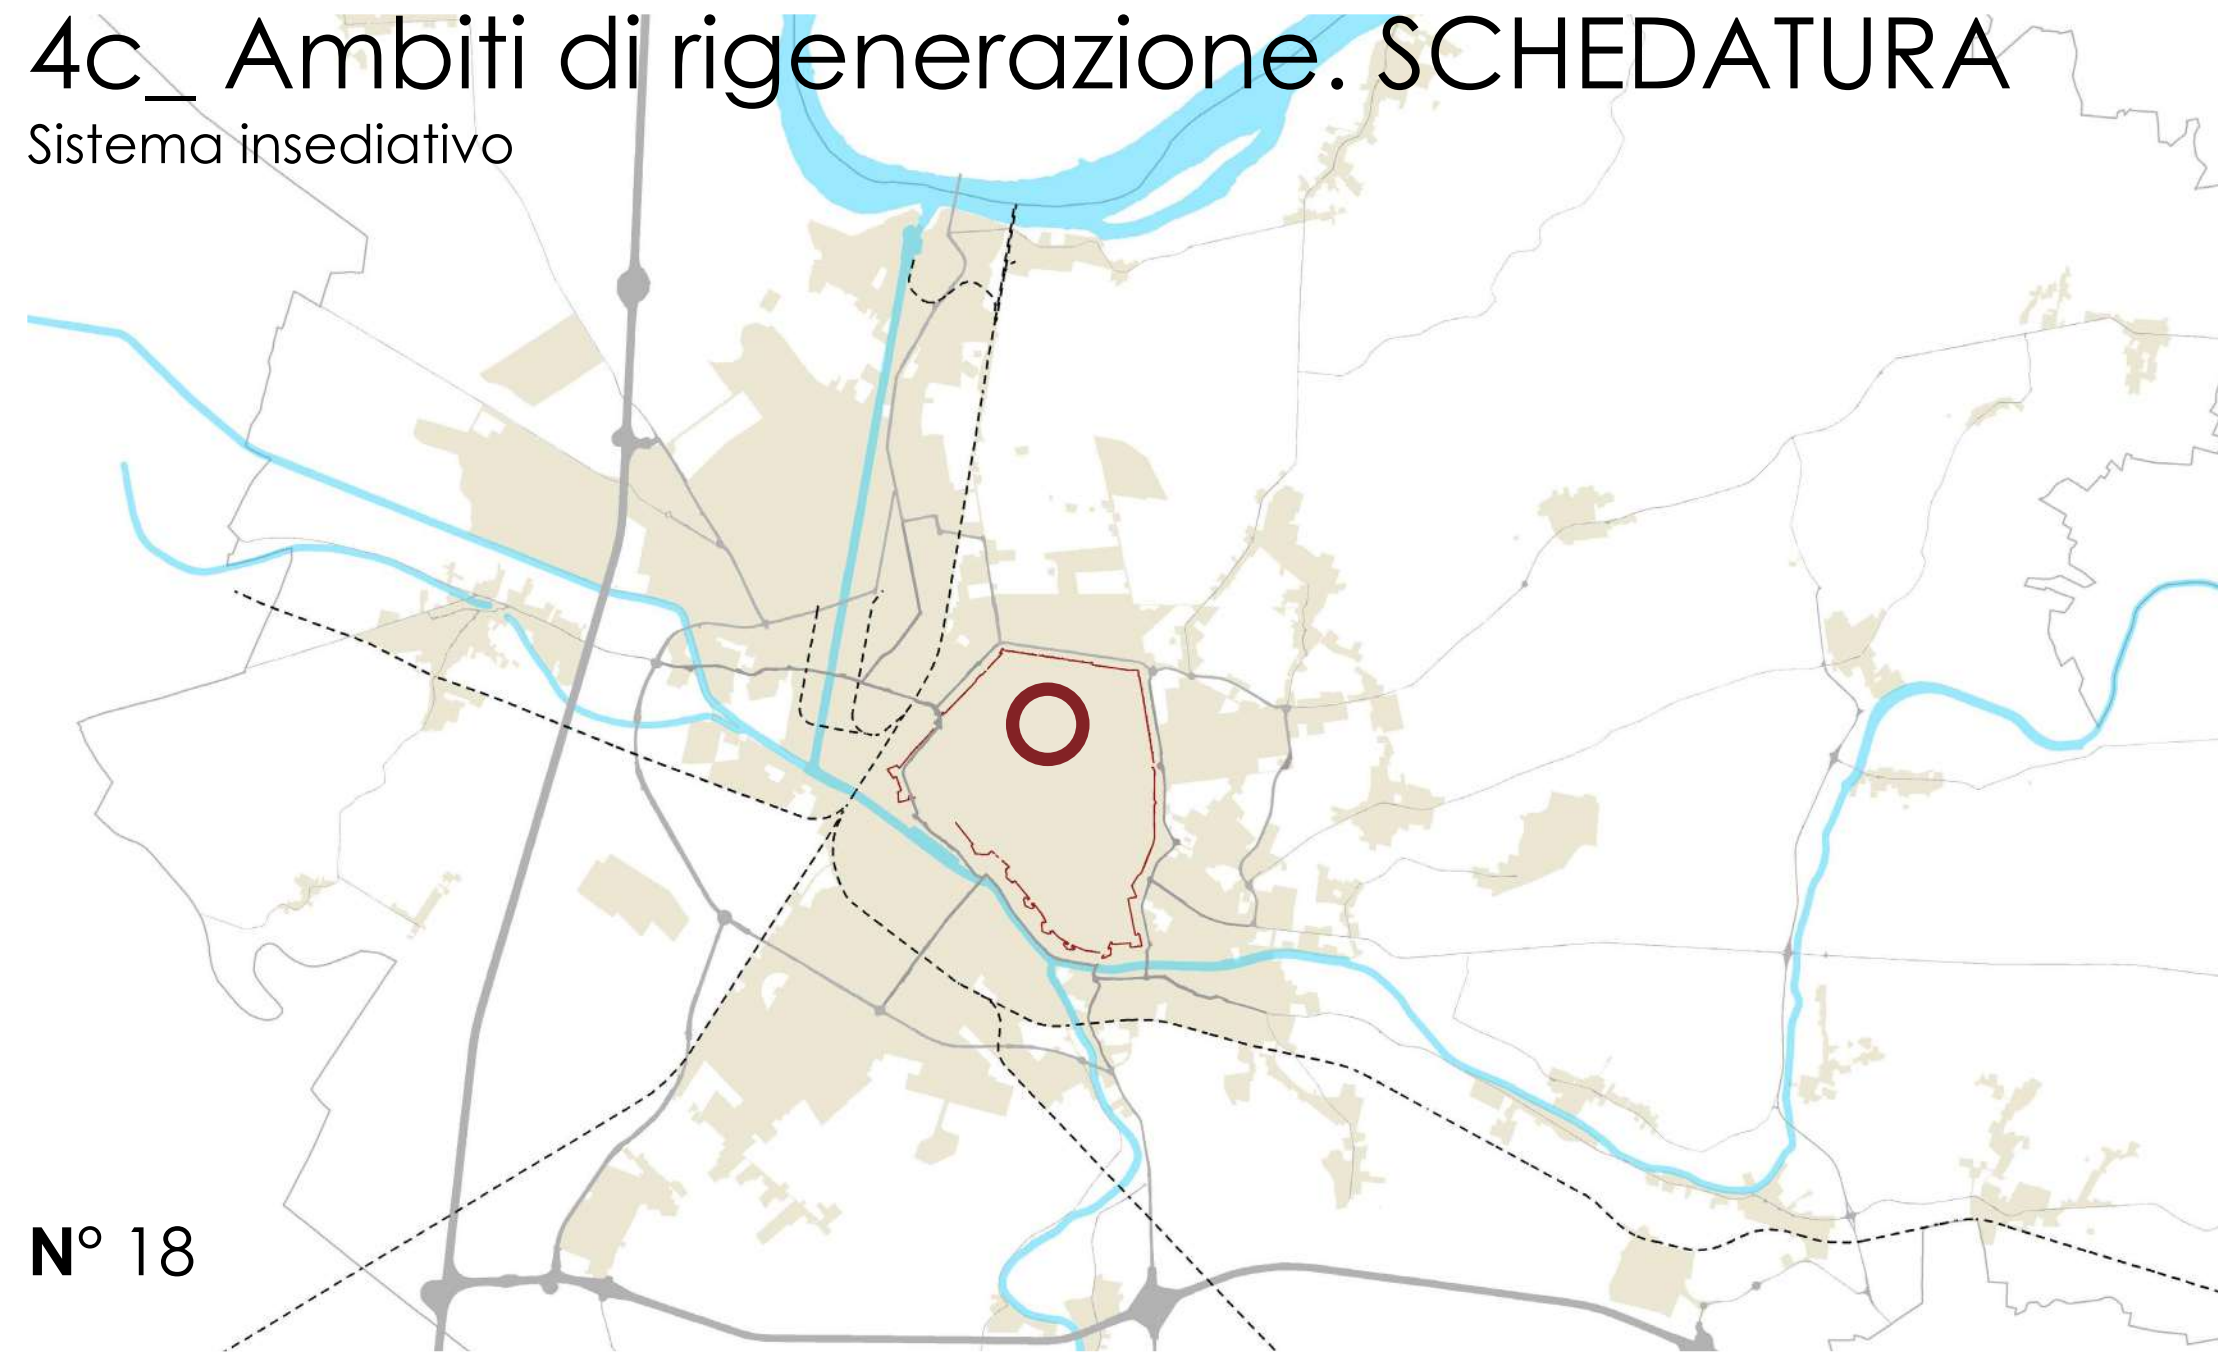 4c_ Ambiti di rigenerazione. SCHEDATURA
Sistema insediativo
N° 18